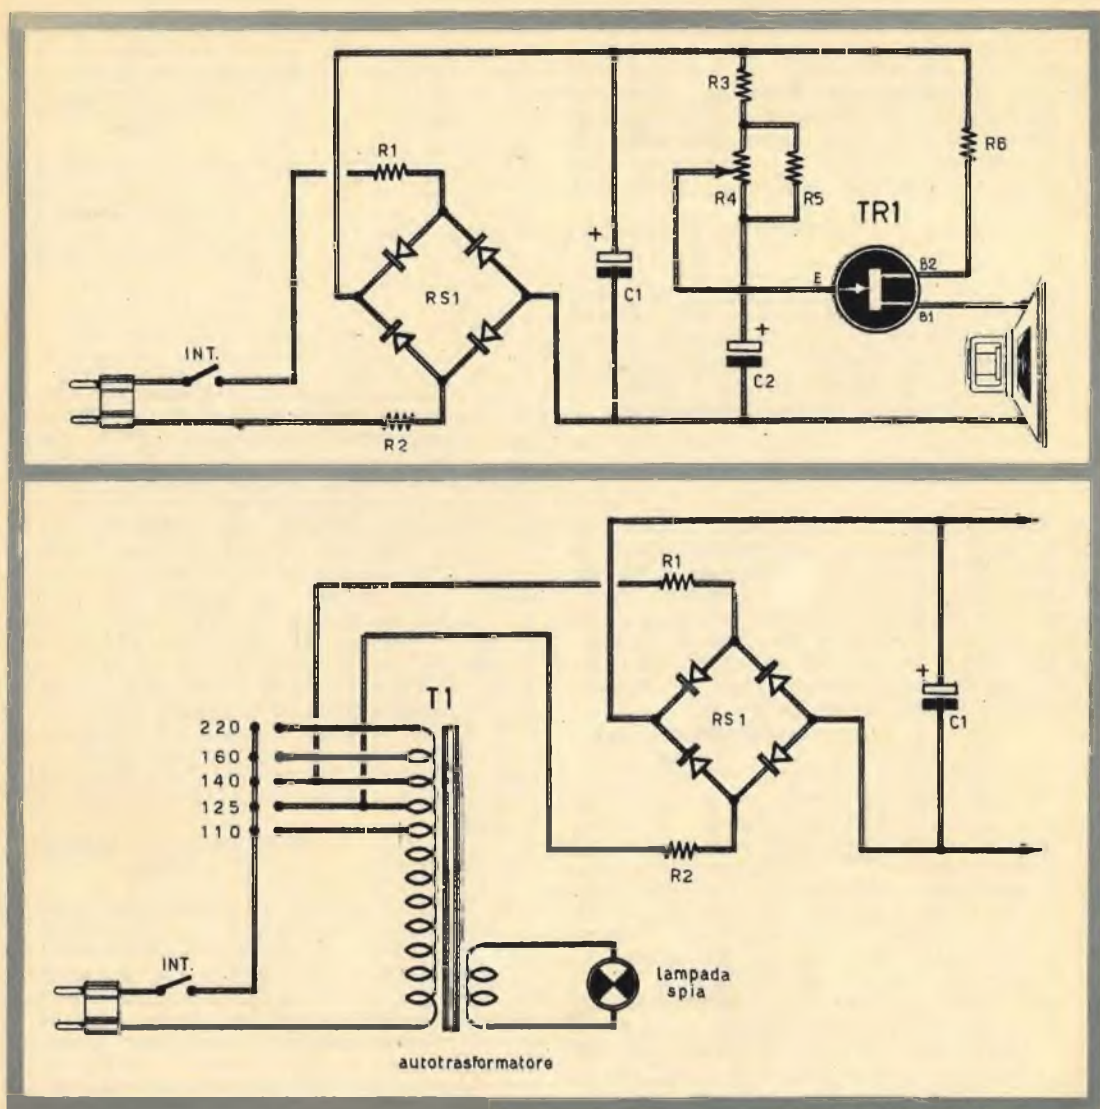 R3
R1
R6
R4
R5
TR1
+
E
B2
RS1
C1
B1
INT.
+
C2
R2
R1
T1
+
220
RS1
C1
160
140
125
110
R2
INT.
lampada
spia
autotrasformatore